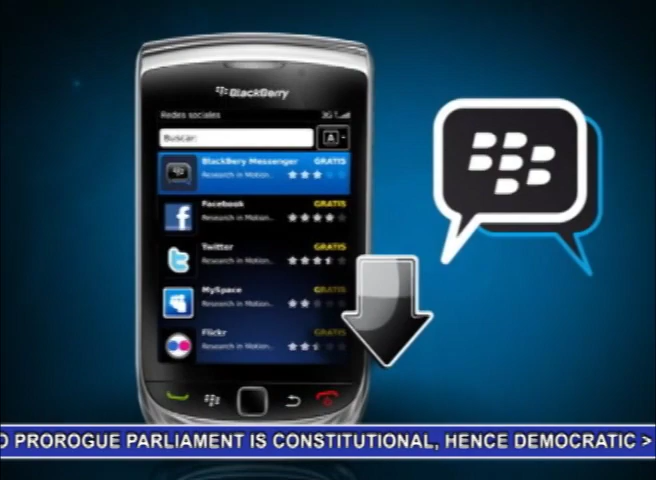 BlackBerry
Redes sociales
3G
Buscar:
A
BlackBery Messenger GRATIS
Research in Motion..
Facebook GRATIS
Research in Motion..
Twitter GRATIS
Research in Motion..
MySpace GRATIS
Research in Motion..
Flickr GRATIS
Research in Motion..
O PROROGUE PARLIAMENT IS CONSTITUTIONAL, HENCE DEMOCRATIC >